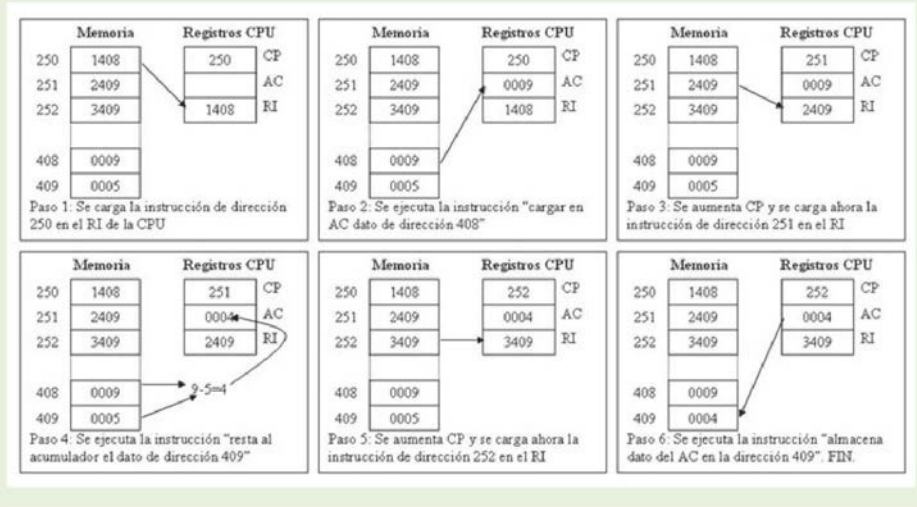 Memoria Registros CPU
250 1408 250 CP
251 2409 AC
252 3409 1408 RI
408 0009
409 0005
Paso 1: Se carga la instrucción de dirección
250 en el RI de la CPU
Memoria Registros CPU
250 1408 250 CP
251 2409 0009 AC
252 3409 1408 RI
408 0009
409 0005
Paso 2: Se ejecuta la instrucción "cargar en
AC dato de dirección 408"
Memoria Registros CPU
250 1408 251 CP
251 2409 0009 AC
252 3409 2409 RI
408 0009
409 0005
Paso 3: Se aumenta CP y se carga ahora la
instrucción de dirección 251 en el RI
Memoria Registros CPU
250 1408 251 CP
251 2409 0004 AC
252 3409 2409 RI
408 0009 9-5=4
409 0005
Paso 4: Se ejecuta la instrucción "resta al
acumulador el dato de dirección 409"
Memoria Registros CPU
250 1408 252 CP
251 2409 0004 AC
252 3409 3409 RI
408 0009
409 0005
Paso 5: Se aumenta CP y se carga ahora la
instrucción de dirección 252 en el RI
Memoria Registros CPU
250 1408 252 CP
251 2409 0004 AC
252 3409 3409 RI
408 0009
409 0004
Paso 6: Se ejecuta la instrucción "almacena
dato del AC en la dirección 409". FIN.